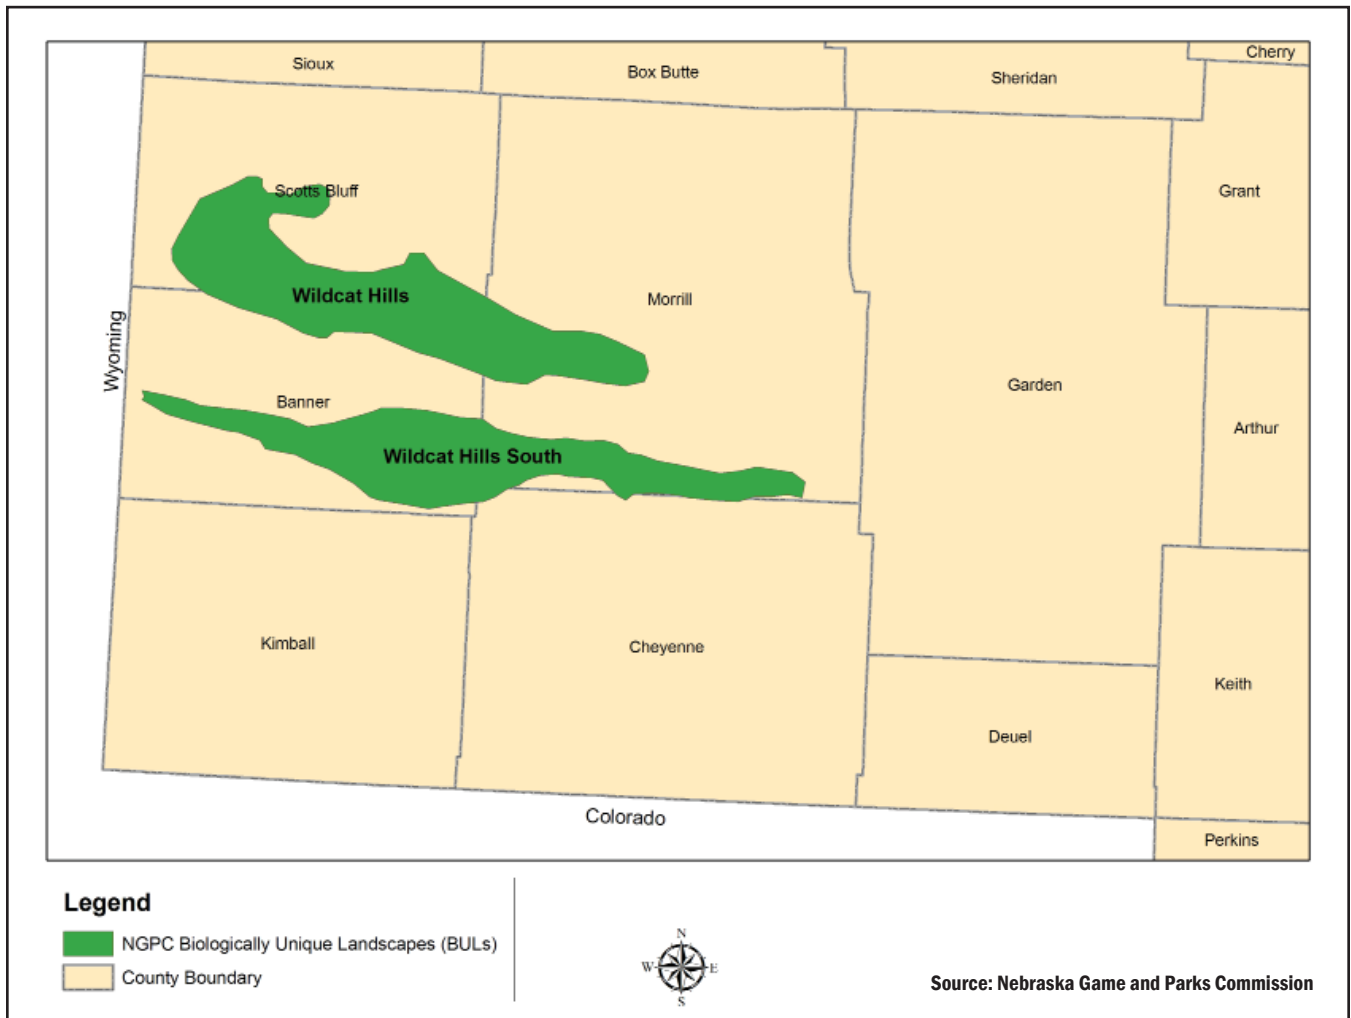 Sioux
Box Butte
Sheridan
Cherry
Scotts Bluff
Grant
Wildcat Hills
Morrill
Wyoming
Garden
Banner
Arthur
Wildcat Hills South
Kimball
Cheyenne
Keith
Deuel
Colorado
Perkins
Legend
NGPC Biologically Unique Landscapes (BULs)
County Boundary
N
W E
S
Source: Nebraska Game and Parks Commission